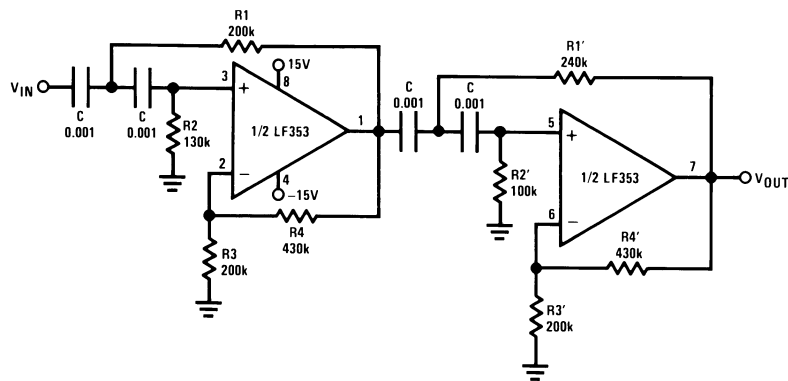 R1
200k
15V
8
VIN
C
0.001
C
0.001
R2
130k
3
+
1/2 LF353
1
2
−
4
−15V
R4
430k
R3
200k
C
0.001
C
0.001
R1'
240k
5
+
1/2 LF353
7
VOUT
R2'
100k
6
−
R4'
430k
R3'
200k